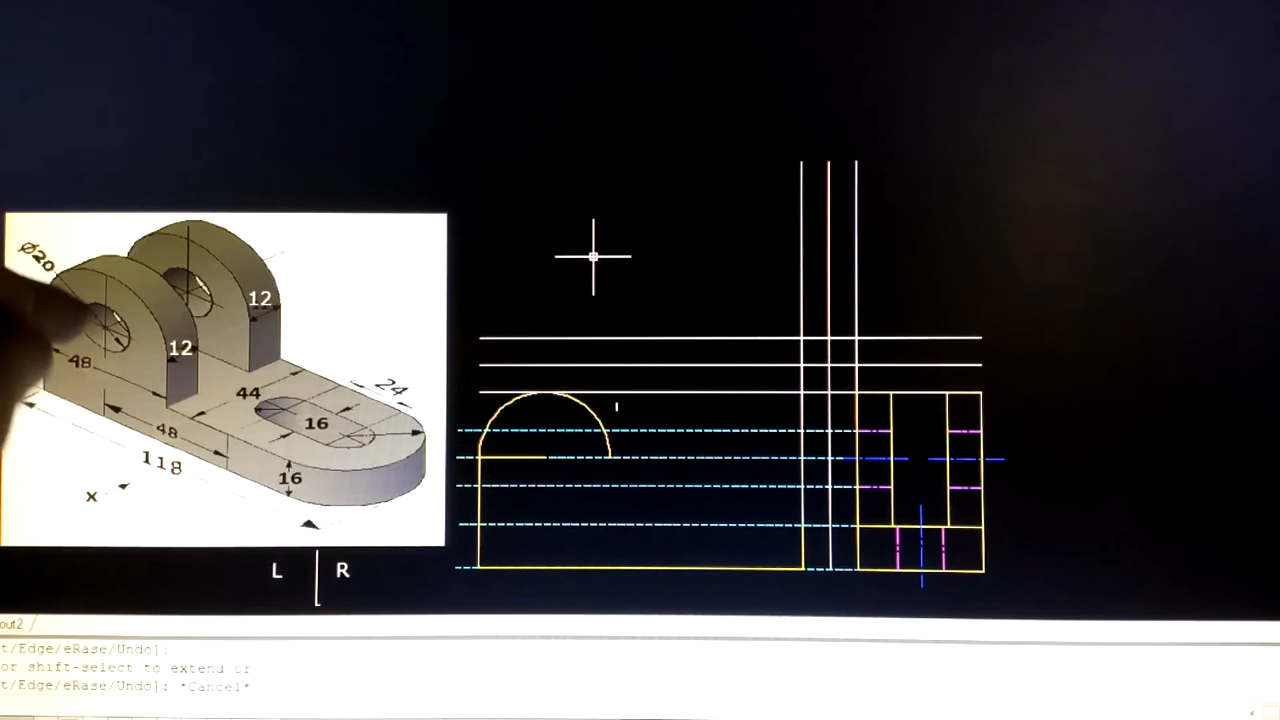 Ø20
12
12
48
44
24
48
16
118
16
x
L R
out2
t/Edge/eRase/Undo]:
or shift-select to extend or
t/Edge/eRase/Undo]: *Cancel*